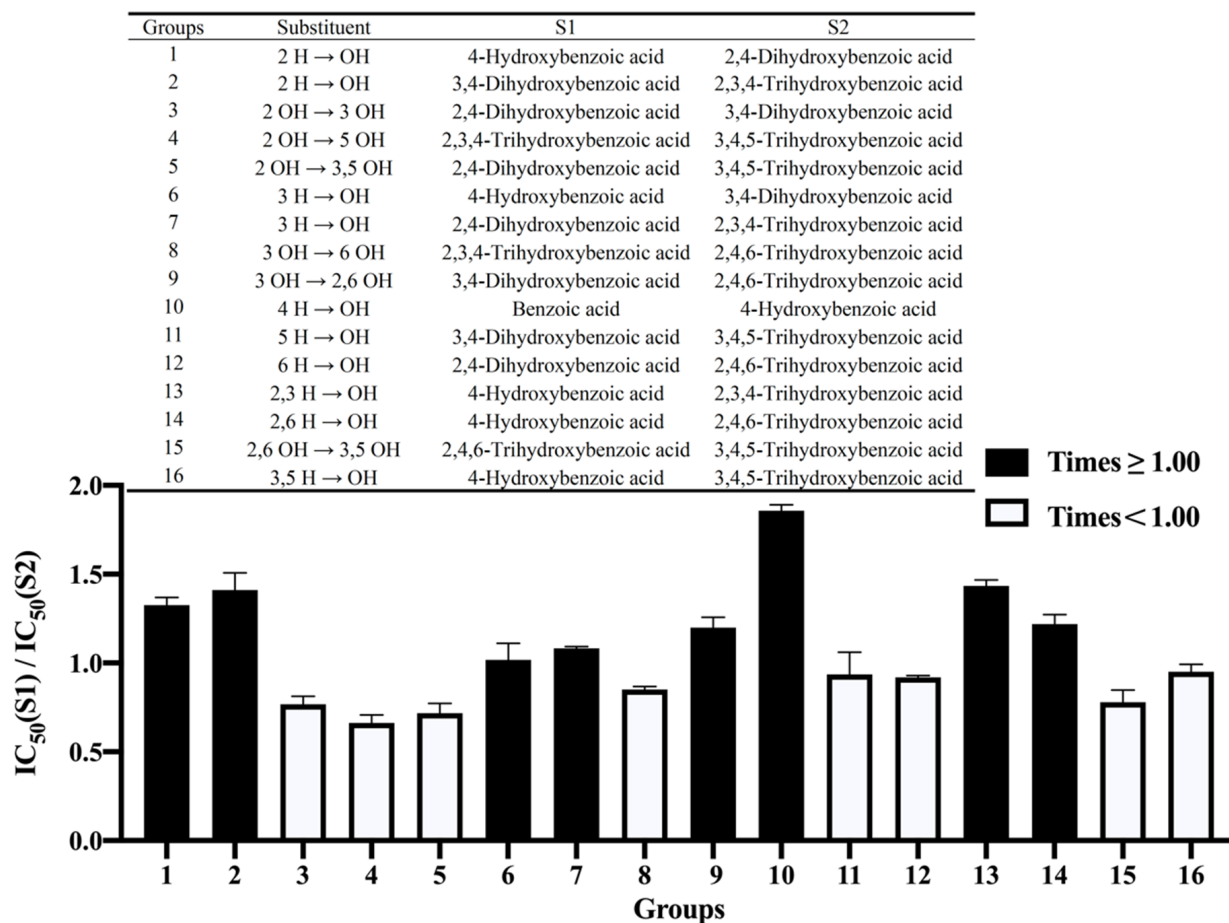 Groups Substituent S1 S2
1 2 H → OH 4-Hydroxybenzoic acid 2,4-Dihydroxybenzoic acid
2 2 H → OH 3,4-Dihydroxybenzoic acid 2,3,4-Trihydroxybenzoic acid
3 2 OH → 3 OH 2,4-Dihydroxybenzoic acid 3,4-Dihydroxybenzoic acid
4 2 OH → 5 OH 2,3,4-Trihydroxybenzoic acid 3,4,5-Trihydroxybenzoic acid
5 2 OH → 3,5 OH 2,4-Dihydroxybenzoic acid 3,4,5-Trihydroxybenzoic acid
6 3 H → OH 4-Hydroxybenzoic acid 3,4-Dihydroxybenzoic acid
7 3 H → OH 2,4-Dihydroxybenzoic acid 2,3,4-Trihydroxybenzoic acid
8 3 OH → 6 OH 2,3,4-Trihydroxybenzoic acid 2,4,6-Trihydroxybenzoic acid
9 3 OH → 2,6 OH 3,4-Dihydroxybenzoic acid 2,4,6-Trihydroxybenzoic acid
10 4 H → OH Benzoic acid 4-Hydroxybenzoic acid
11 5 H → OH 3,4-Dihydroxybenzoic acid 3,4,5-Trihydroxybenzoic acid
12 6 H → OH 2,4-Dihydroxybenzoic acid 2,4,6-Trihydroxybenzoic acid
13 2,3 H → OH 4-Hydroxybenzoic acid 2,3,4-Trihydroxybenzoic acid
14 2,6 H → OH 4-Hydroxybenzoic acid 2,4,6-Trihydroxybenzoic acid
15 2,6 OH → 3,5 OH 2,4,6-Trihydroxybenzoic acid 3,4,5-Trihydroxybenzoic acid
16 3,5 H → OH 4-Hydroxybenzoic acid 3,4,5-Trihydroxybenzoic acid
Times ≥ 1.00
Times < 1.00
IC50(S1) / IC50(S2)
2.0
1.5
1.0
0.5
0.0
1 2 3 4 5 6 7 8 9 10 11 12 13 14 15 16
Groups